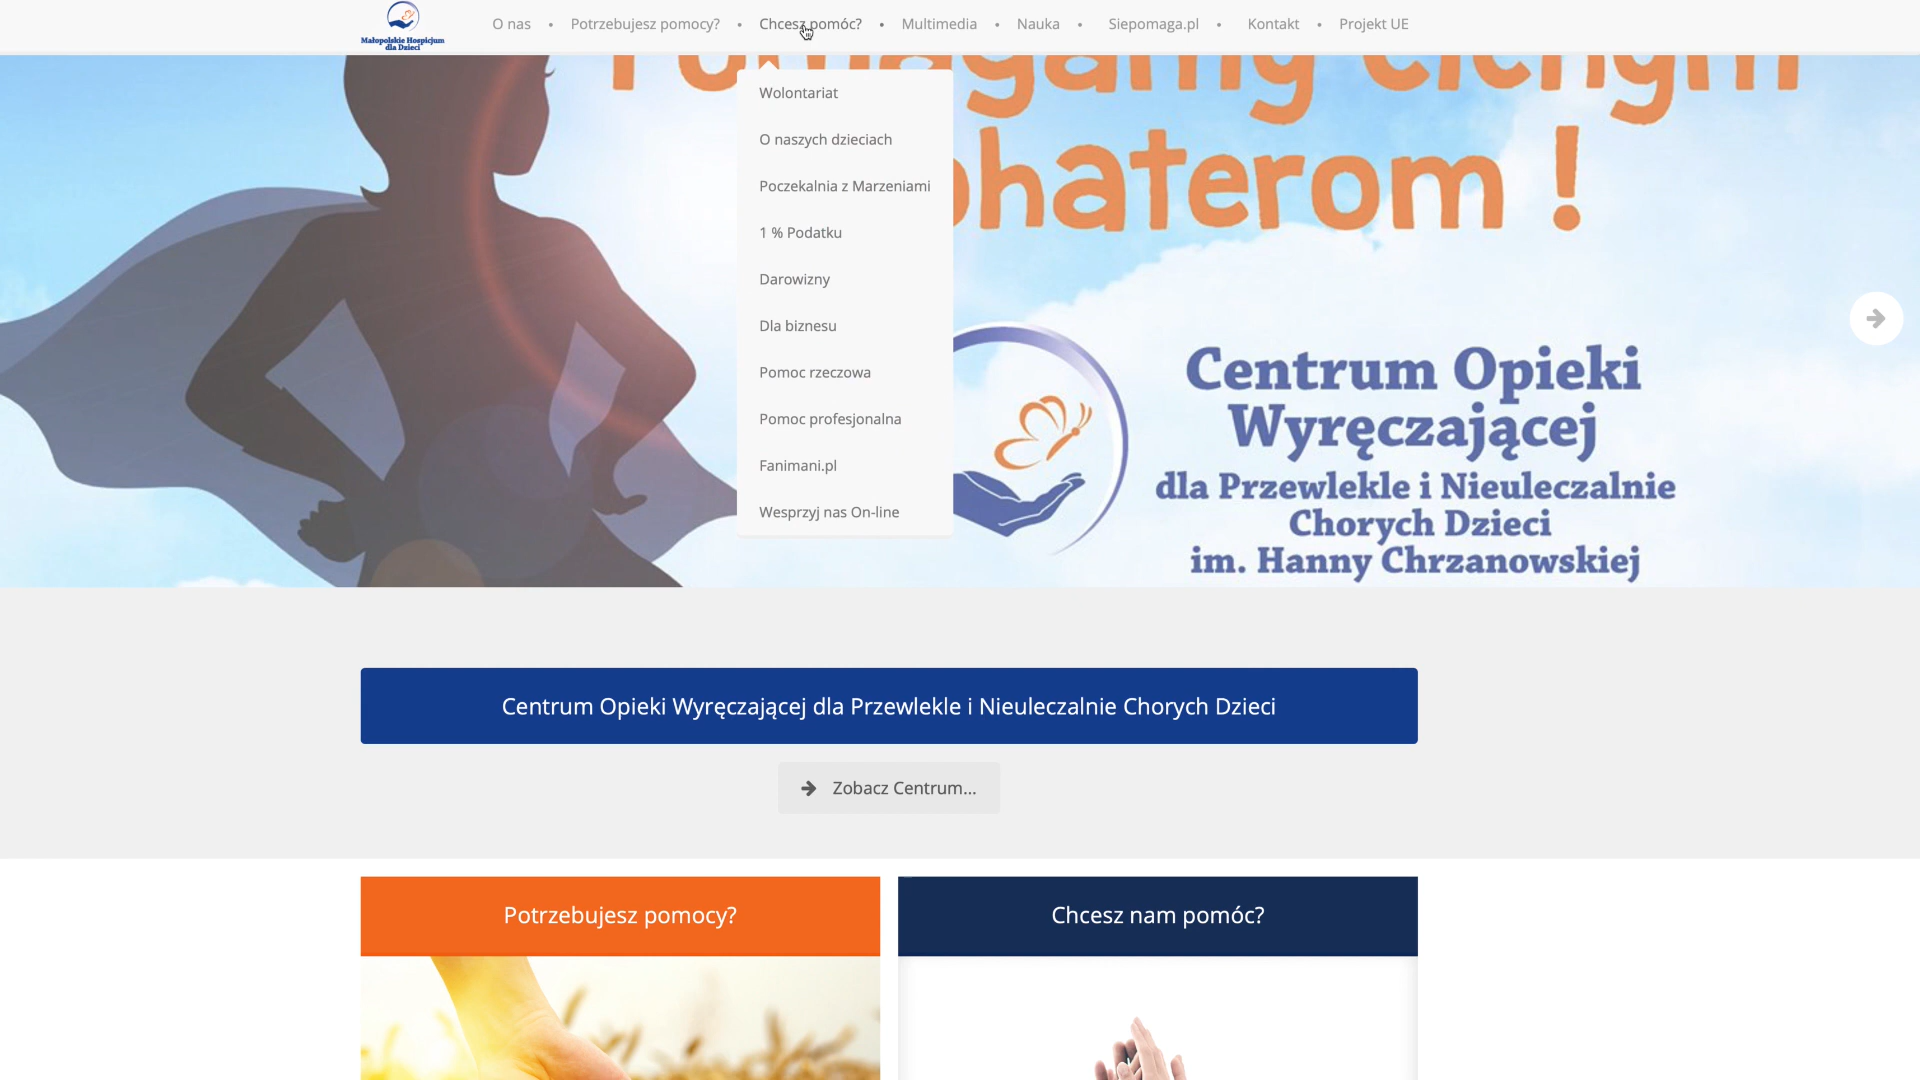 Małopolskie Hospicjum
dla Dzieci
O nas • Potrzebujesz pomocy? • Chcesz pomóc? • Multimedia • Nauka • Siepomaga.pl • Kontakt • Projekt UE
Wolontariat
O naszych dzieciach
Poczekalnia z Marzeniami
1 % Podatku
Darowizny
Dla biznesu
Pomoc rzeczowa
Pomoc profesjonalna
Fanimani.pl
Wesprzyj nas On-line
Centrum Opieki
Wyręczającej
dla Przewlekle i Nieuleczalnie
Chorych Dzieci
im. Hanny Chrzanowskiej
Centrum Opieki Wyręczającej dla Przewlekle i Nieuleczalnie Chorych Dzieci
Zobacz Centrum...
Potrzebujesz pomocy?
Chcesz nam pomóc?